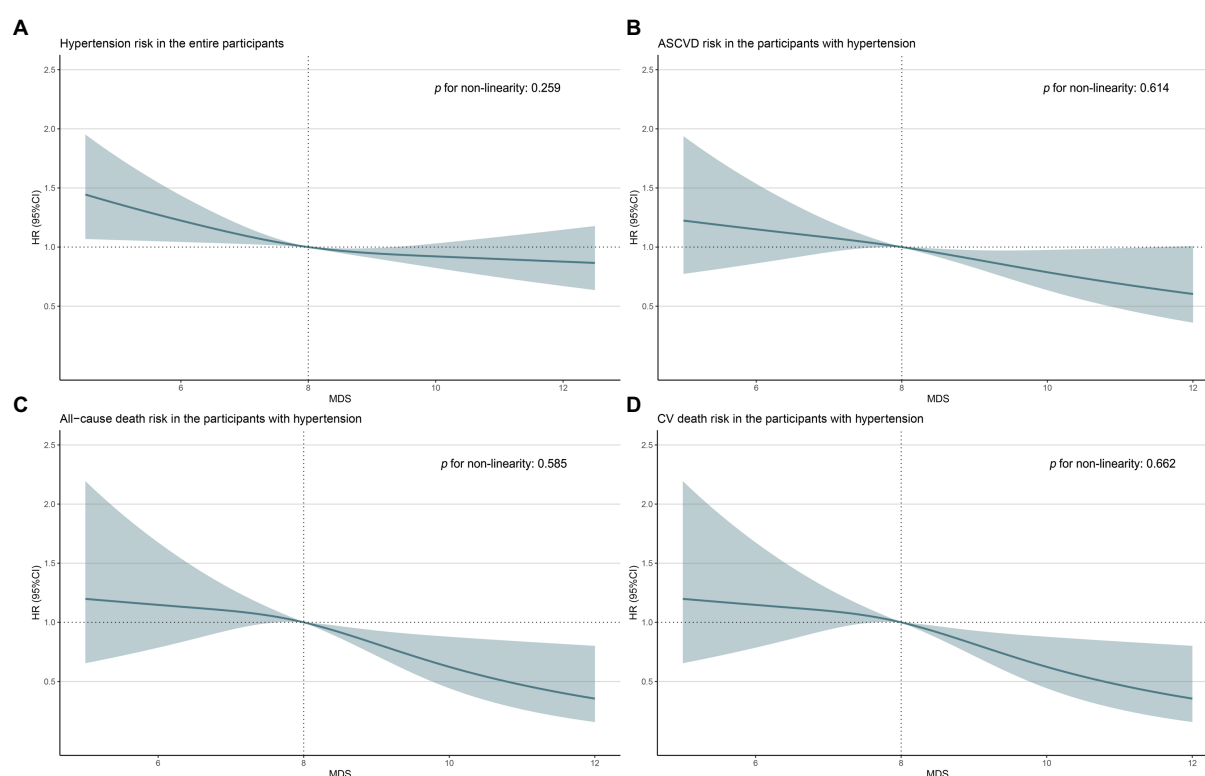 A
Hypertension risk in the entire participants
p for non-linearity: 0.259
HR (95%CI)
2.5
2.0
1.5
1.0
0.5
6
8
10
12
MDS
B
ASCVD risk in the participants with hypertension
p for non-linearity: 0.614
HR (95%CI)
2.5
2.0
1.5
1.0
0.5
6
8
10
12
MDS
C
All−cause death risk in the participants with hypertension
p for non-linearity: 0.585
HR (95%CI)
2.5
2.0
1.5
1.0
0.5
6
8
10
12
MDS
D
CV death risk in the participants with hypertension
p for non-linearity: 0.662
HR (95%CI)
2.5
2.0
1.5
1.0
0.5
6
8
10
12
MDS